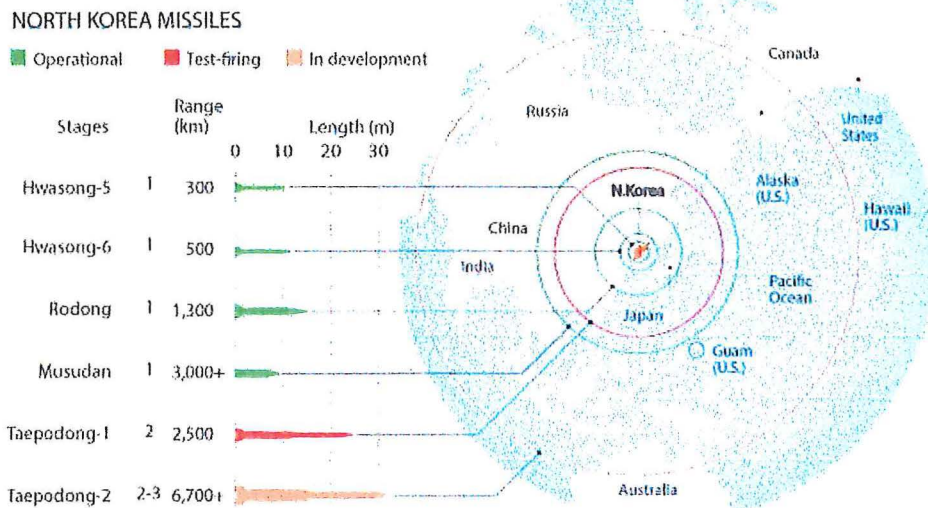 NORTH KOREA MISSILES
Operational Test-firing In development
Stages Range (km) Length (m)
0 10 20 30
Hwasong-5 1 300
Hwasong-6 1 500
Rodong 1 1,300
Musudan 1 3,000+
Taepodong-1 2 2,500
Taepodong-2 2-3 6,700+
Canada
Russia
United
States
N.Korea
Alaska
(U.S.)
Hawaii
(U.S.)
China
India
Pacific
Ocean
Japan
Guam
(U.S.)
Australia